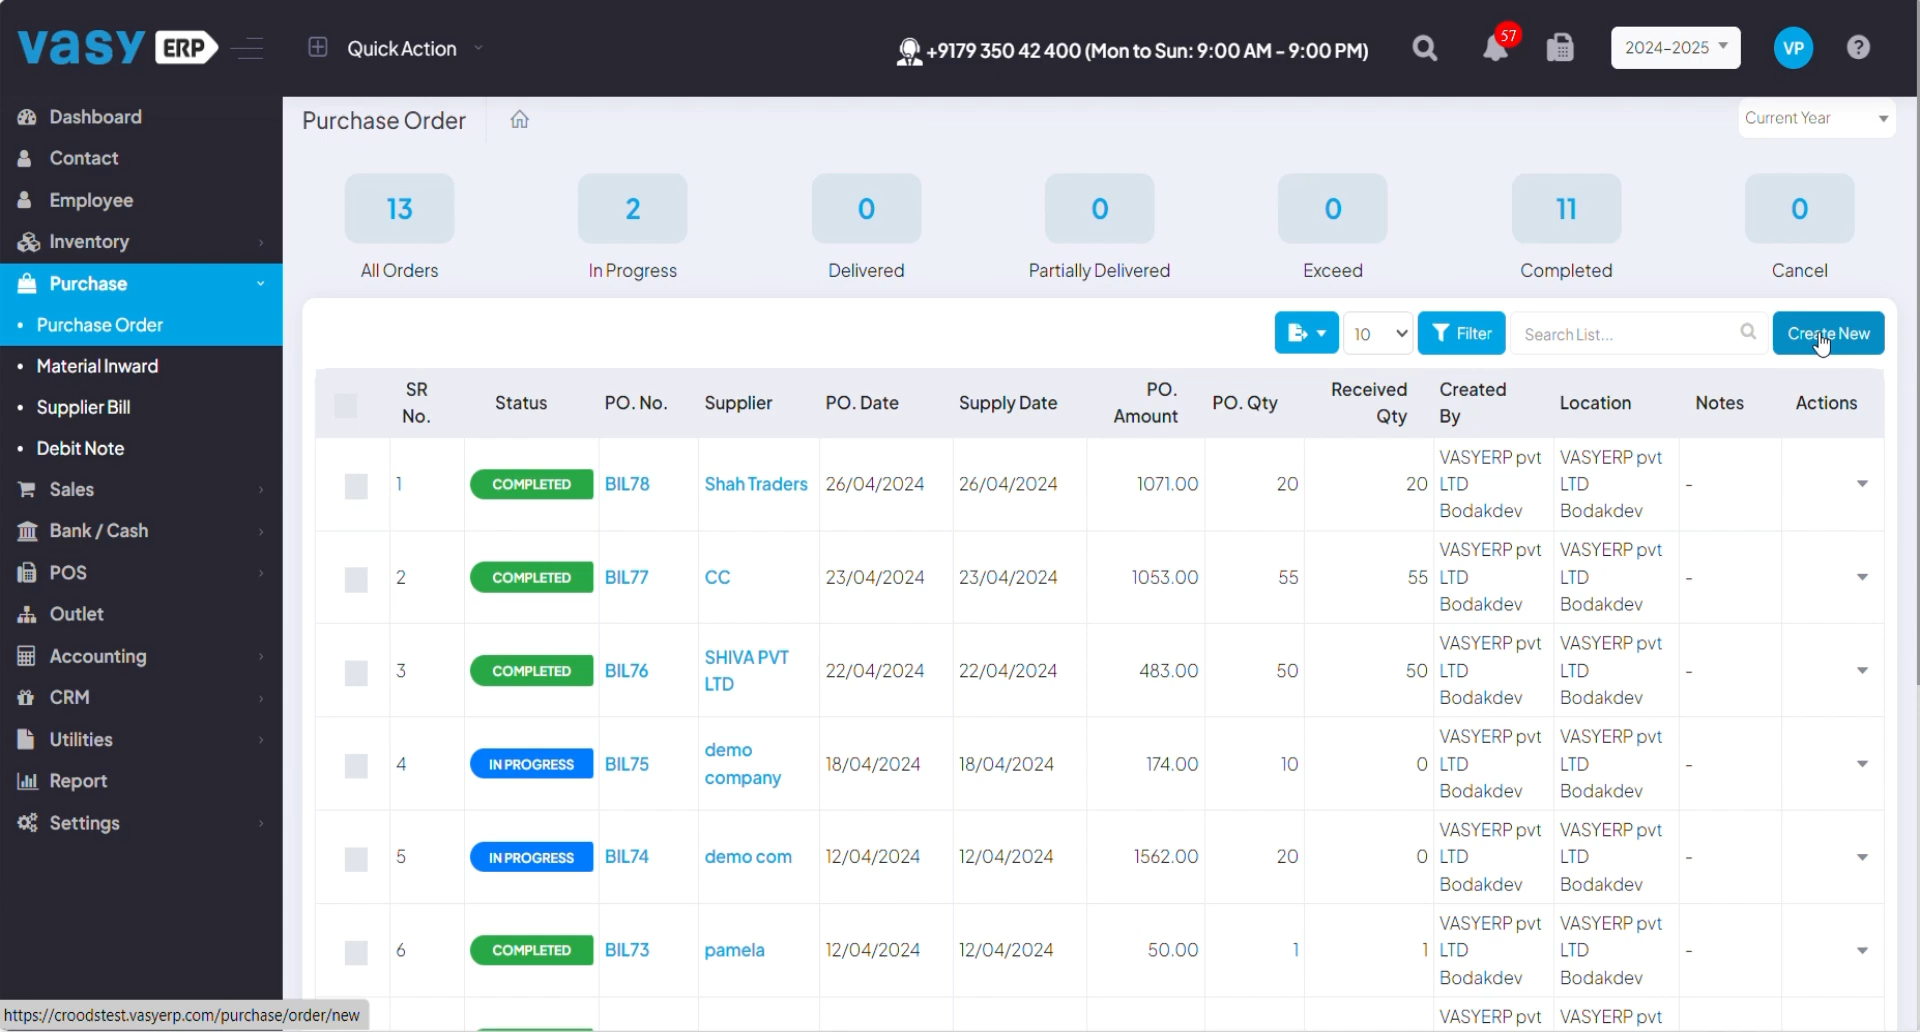 vasy ERP
Quick Action
+9179 350 42 400 (Mon to Sun: 9:00 AM - 9:00 PM)
57
2024-2025
VP
?
Dashboard
Contact
Employee
Inventory
Purchase
• Purchase Order
• Material Inward
• Supplier Bill
• Debit Note
Sales
Bank / Cash
POS
Outlet
Accounting
CRM
Utilities
Report
Settings
Purchase Order
Current Year
13 2 0 0 0 11 0
All Orders In Progress Delivered Partially Delivered Exceed Completed Cancel
10 Filter Search List... Create New
SR No. Status PO. No. Supplier PO. Date Supply Date PO. Amount PO. Qty Received Qty Created By Location Notes Actions
1 COMPLETED BIL78 Shah Traders 26/04/2024 26/04/2024 1071.00 20 20 VASYERP pvt LTD Bodakdev VASYERP pvt LTD Bodakdev -
2 COMPLETED BIL77 CC 23/04/2024 23/04/2024 1053.00 55 55 VASYERP pvt LTD Bodakdev VASYERP pvt LTD Bodakdev -
3 COMPLETED BIL76 SHIVA PVT LTD 22/04/2024 22/04/2024 483.00 50 50 VASYERP pvt LTD Bodakdev VASYERP pvt LTD Bodakdev -
4 IN PROGRESS BIL75 demo company 18/04/2024 18/04/2024 174.00 10 0 VASYERP pvt LTD Bodakdev VASYERP pvt LTD Bodakdev -
5 IN PROGRESS BIL74 demo com 12/04/2024 12/04/2024 1562.00 20 0 VASYERP pvt LTD Bodakdev VASYERP pvt LTD Bodakdev -
6 COMPLETED BIL73 pamela 12/04/2024 12/04/2024 50.00 1 1 VASYERP pvt LTD Bodakdev VASYERP pvt LTD Bodakdev -
VASYERP pvt VASYERP pvt
https://croodstest.vasyerp.com/purchase/order/new